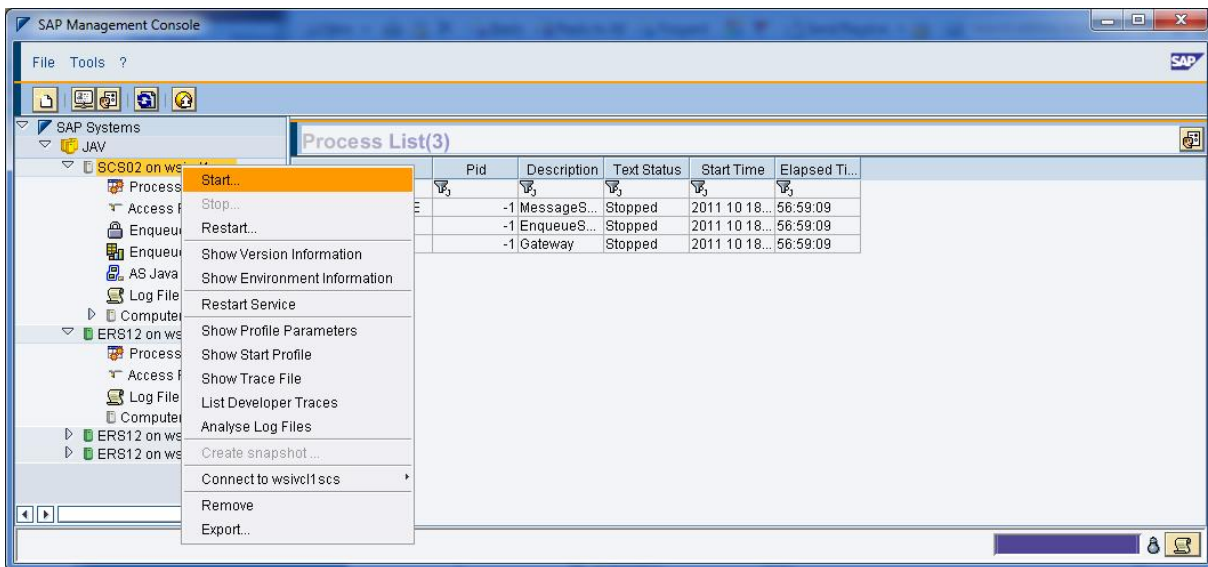 SAP Management Console
File Tools ?
SAP
SAP Systems
JAV
SCS02 on
Process
Access
Enqueue
Enqueue
AS Java
Log File
Computer
ERS12 on ws
Process
Access
Log File
Computer
ERS12 on ws
ERS12 on ws
Start...
Stop...
Restart...
Show Version Information
Show Environment Information
Restart Service
Show Profile Parameters
Show Start Profile
Show Trace File
List Developer Traces
Analyse Log Files
Create snapshot ...
Connect to wsivcl1scs
Remove
Export...
Process List(3)
Pid Description Text Status Start Time Elapsed Ti...
E -1 MessageS... Stopped 2011 10 18... 56:59:09
-1 EnqueueS... Stopped 2011 10 18... 56:59:09
-1 Gateway Stopped 2011 10 18... 56:59:09